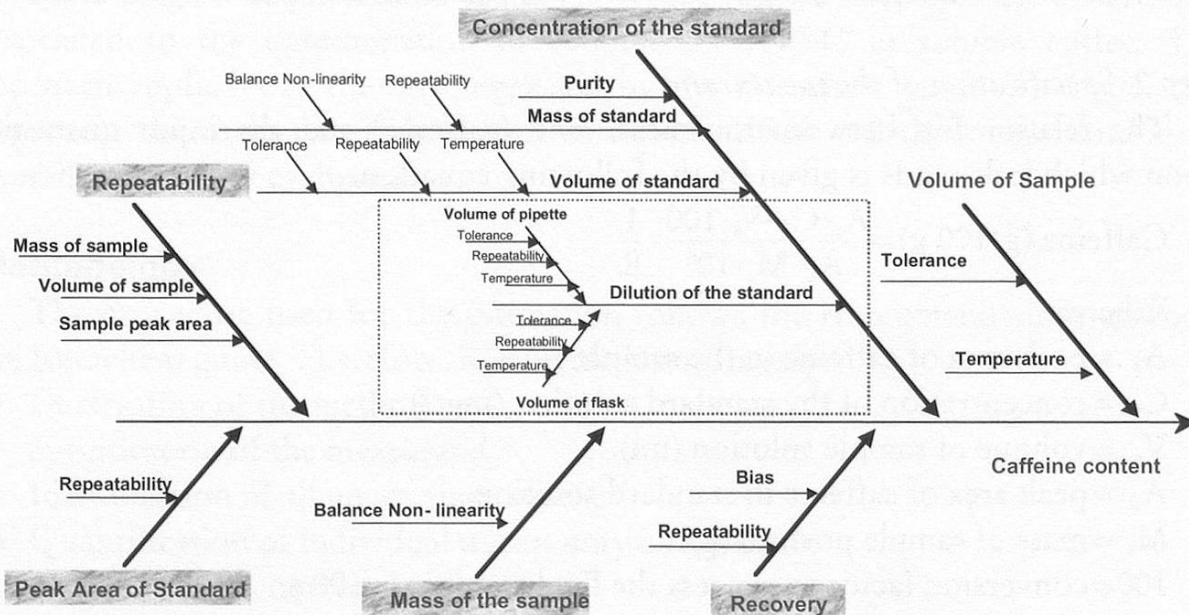 Concentration of the standard
Balance Non-linearity
Repeatability
Purity
Mass of standard
Tolerance
Repeatability
Temperature
Repeatability
Volume of standard
Volume of Sample
Volume of pipette
Tolerance
Repeatability
Temperature
Mass of sample
Volume of sample
Sample peak area
Dilution of the standard
Tolerance
Tolerance
Repeatability
Temperature
Temperature
Volume of flask
Caffeine content
Repeatability
Balance Non- linearity
Bias
Repeatability
Peak Area of Standard
Mass of the sample
Recovery